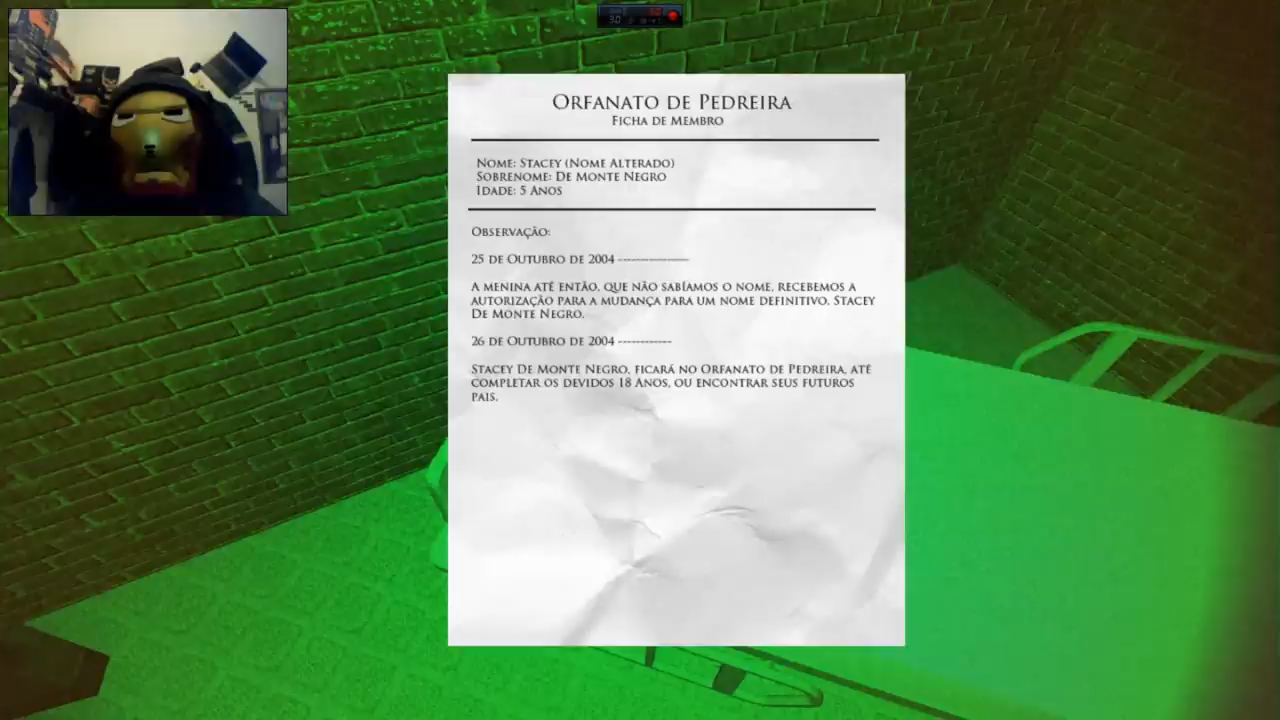 Orfanato de Pedreira
Ficha de Membro
Nome: Stacey (Nome Alterado)
Sobrenome: De Monte Negro
Idade: 5 Anos
Observação:
25 de Outubro de 2004 ----------------
A menina até então, que não sabíamos o nome, recebemos a
autorização para a mudança para um nome definitivo. Stacey
De Monte Negro.
26 de Outubro de 2004 ------------
Stacey De Monte Negro, ficará no Orfanato de Pedreira, até
completar os devidos 18 Anos, ou encontrar seus futuros
pais.